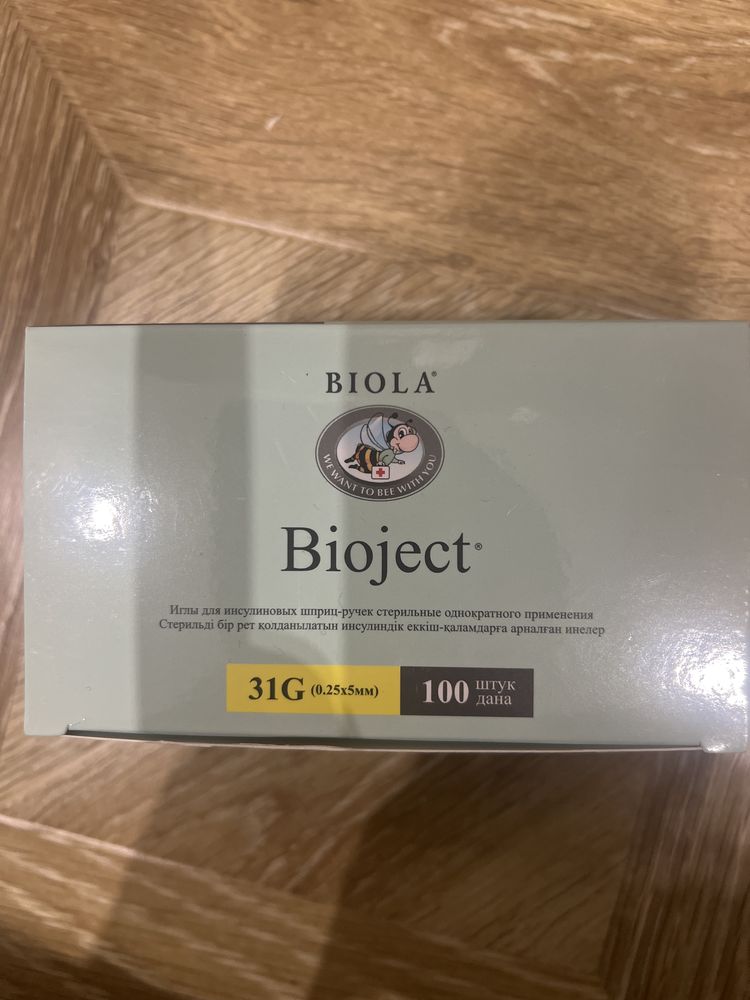 BIOLA®
WE WANT TO BEE WITH YOU
Bioject®
Иглы для инсулиновых шприц-ручек стерильные однократного применения
Стерильді бір рет қолданылатын инсулиндік еккіш-қаламдарға арналған инелер
31G (0.25х5мм)
100 штук
дана